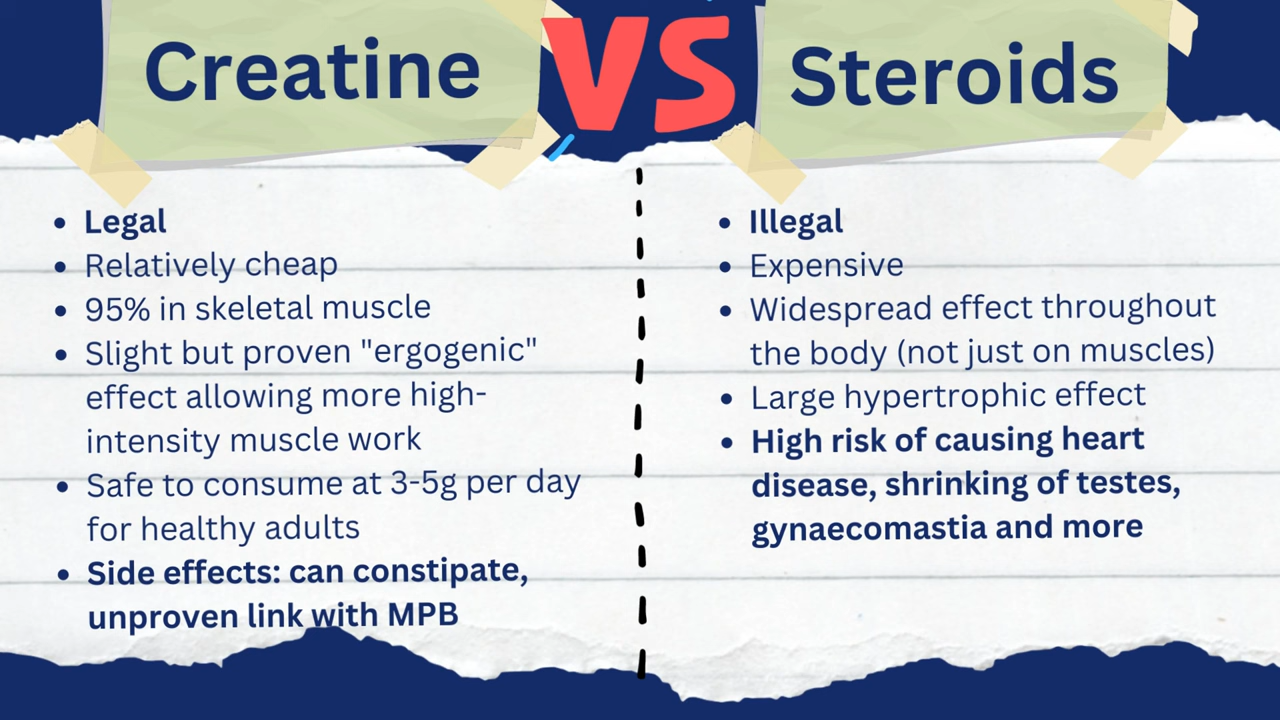 Creatine
VS
Steroids
• Legal
• Relatively cheap
• 95% in skeletal muscle
• Slight but proven "ergogenic"
effect allowing more high-
intensity muscle work
• Safe to consume at 3-5g per day
for healthy adults
• Side effects: can constipate,
unproven link with MPB
• Illegal
• Expensive
• Widespread effect throughout
the body (not just on muscles)
• Large hypertrophic effect
• High risk of causing heart
disease, shrinking of testes,
gynaecomastia and more